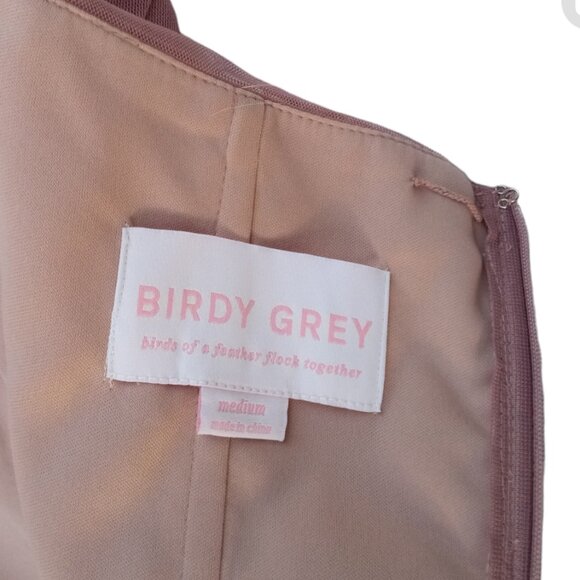 BIRDY GREY
birds of a feather flock together
medium
made in china